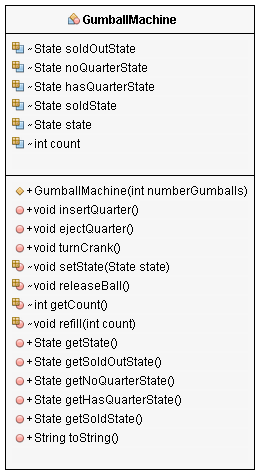 GumballMachine
~State soldOutState
~State noQuarterState
~State hasQuarterState
~State soldState
~State state
~int count
+GumballMachine(int numberGumballs)
+void insertQuarter()
+void ejectQuarter()
+void turnCrank()
~void setState(State state)
~void releaseBall()
~int getCount()
~void refill(int count)
+State getState()
+State getSoldOutState()
+State getNoQuarterState()
+State getHasQuarterState()
+State getSoldState()
+String toString()